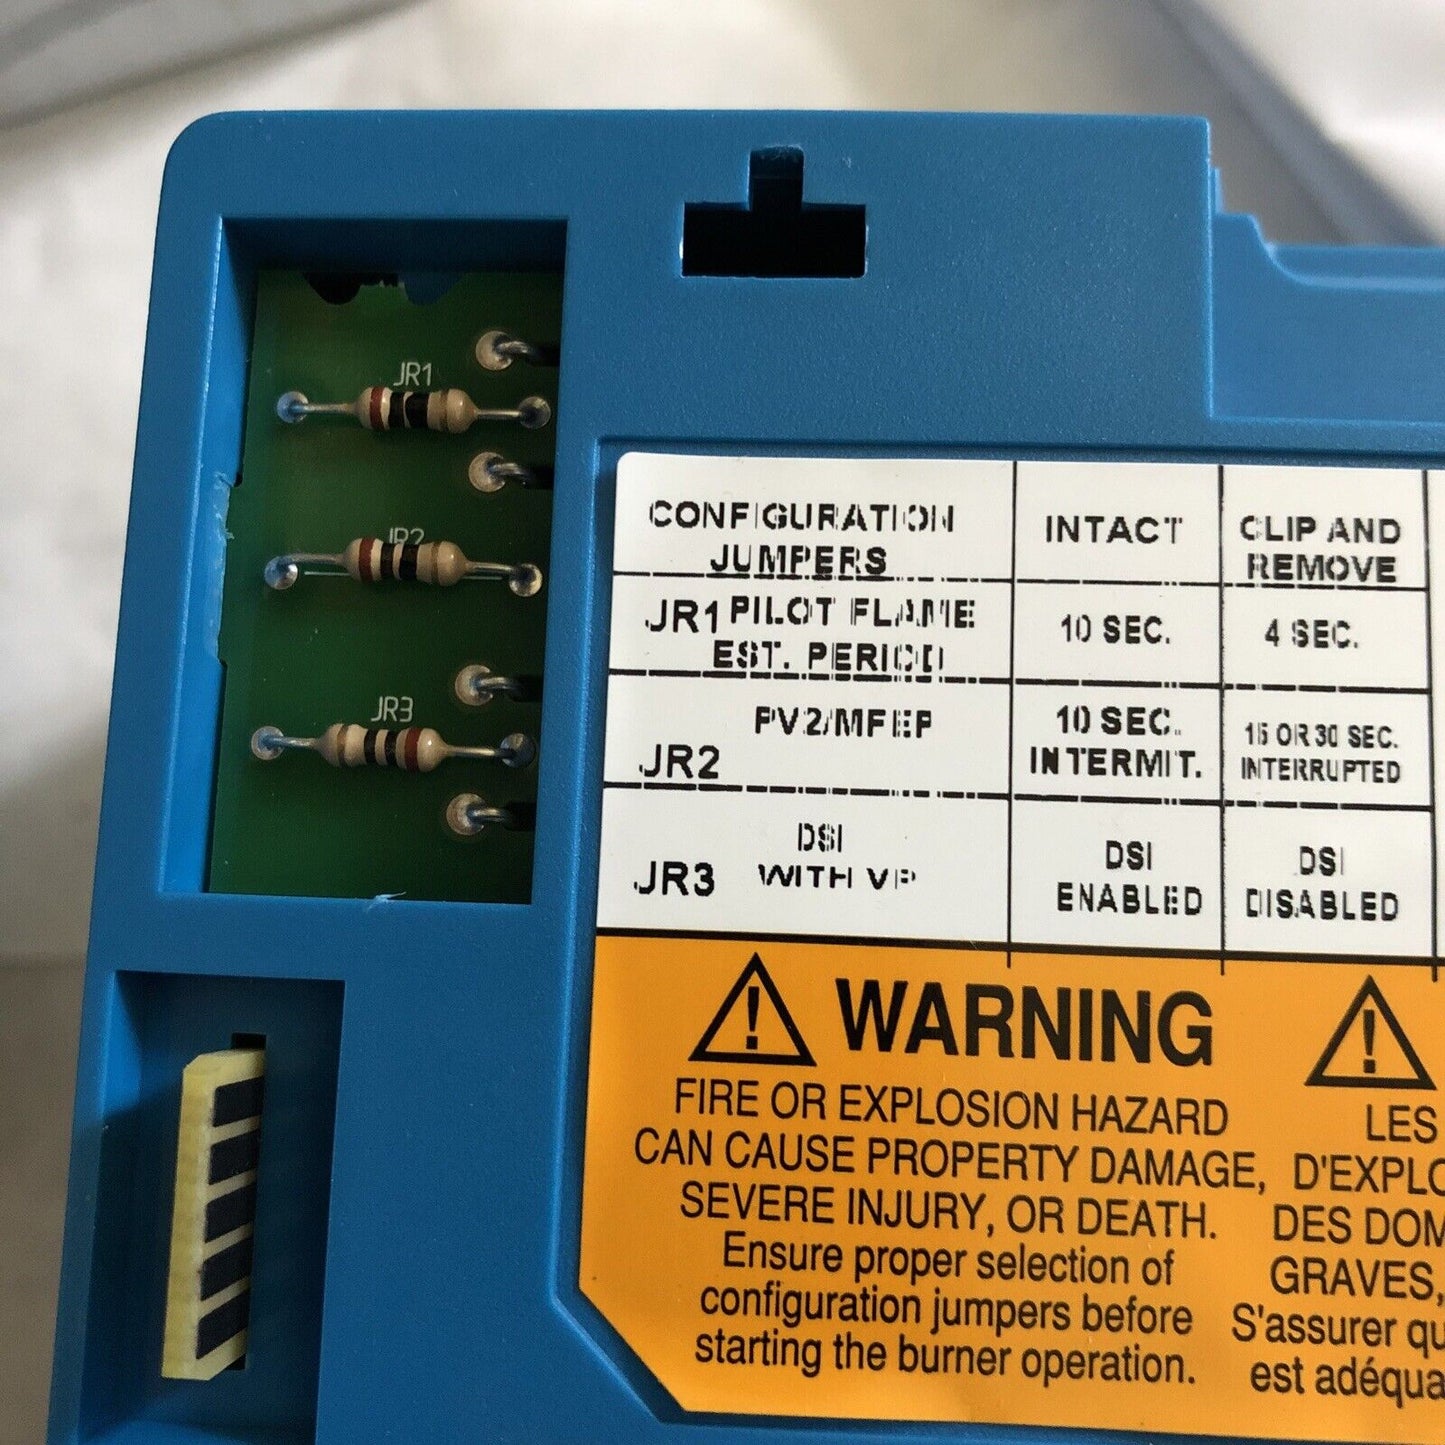 JR1
JR2
JR3
CONFIGURATION JUMPERS
INTACT
CLIP AND REMOVE
JR1 PILOT FLAME EST. PERIOD
10 SEC.
4 SEC.
JR2 PV2/MFEP
10 SEC. INTERMIT.
15 OR 30 SEC. INTERRUPTED
JR3 DSI WITH VP
DSI ENABLED
DSI DISABLED
WARNING
FIRE OR EXPLOSION HAZARD
CAN CAUSE PROPERTY DAMAGE,
SEVERE INJURY, OR DEATH.
Ensure proper selection of
configuration jumpers before
starting the burner operation.
LES
D'EXPLO
DES DOM
GRAVES,
S'assurer qu
est adéqua